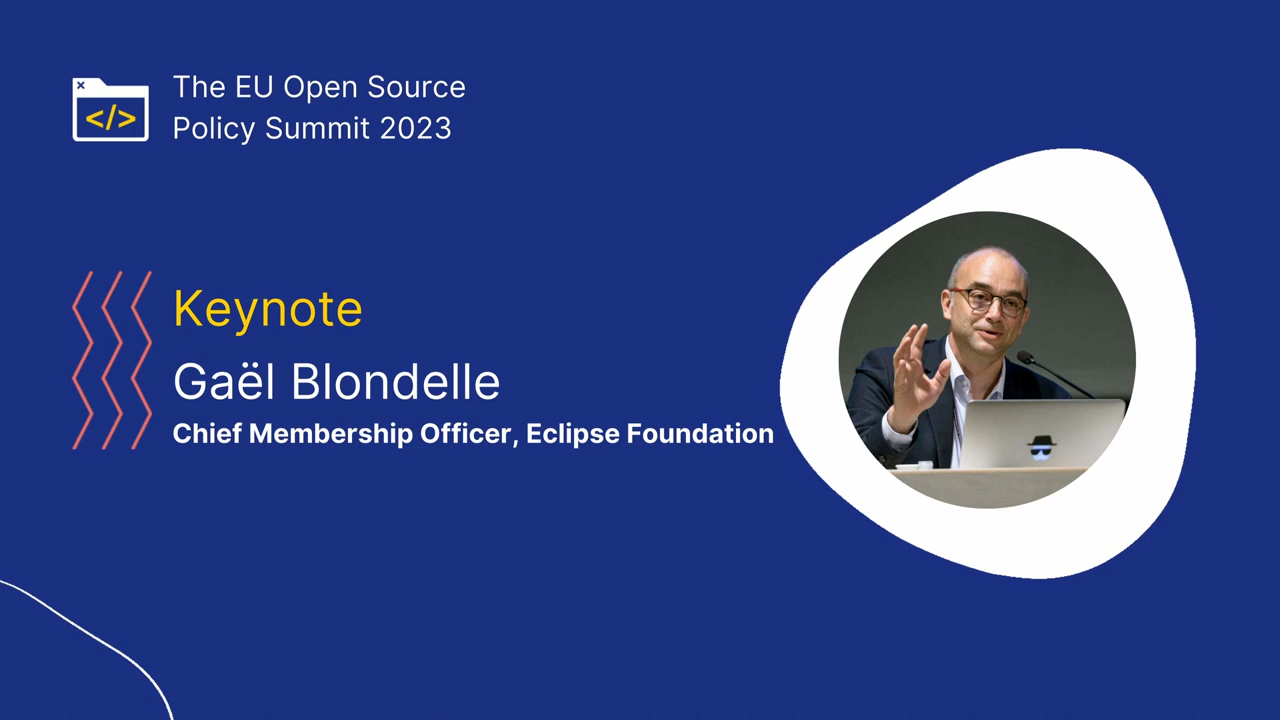 The EU Open Source
Policy Summit 2023
</>
Keynote
Gaël Blondelle
Chief Membership Officer, Eclipse Foundation